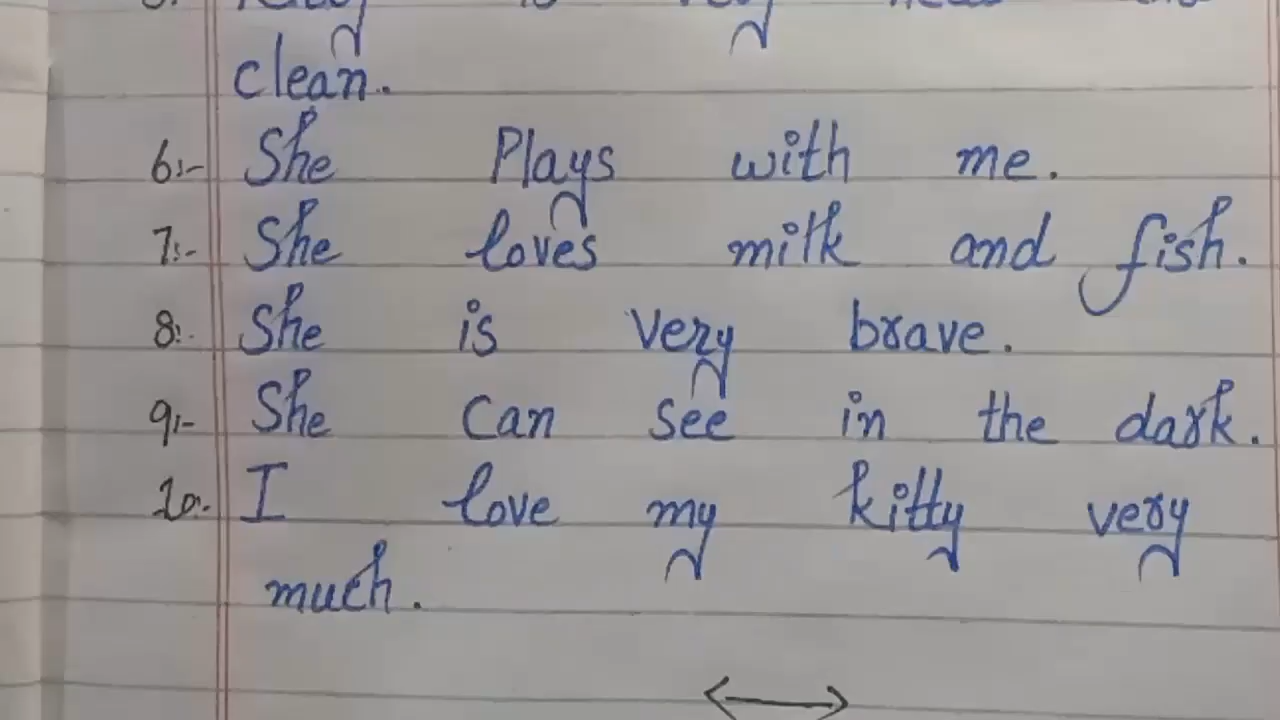 clean.
6:- She Plays with me.
7:- She loves milk and fish.
8:- She is very brave.
9:- She Can see in the dark.
10:- I love my kitty very
much.